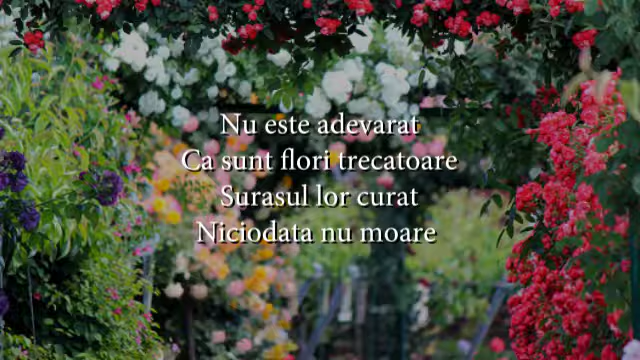 Nu este adevarat
Ca sunt flori trecatoare
Surasul lor curat
Niciodata nu moare